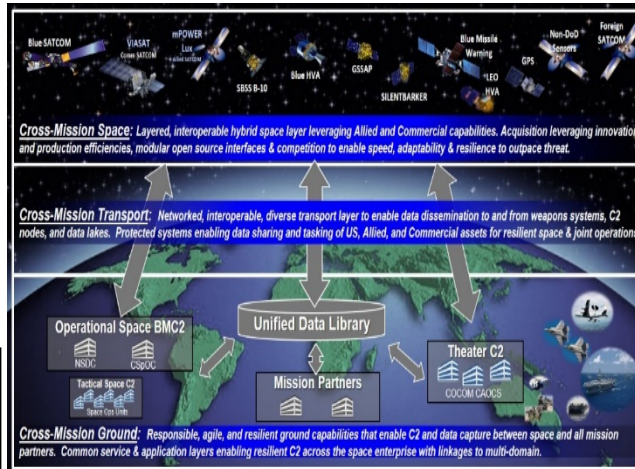 Blue SATCOM
VIASAT
Comm SATCOM
mPOWER
Lux
Allied SATCOM
SBSS B-10
Blue HVA
GSSAP
SILENTBARKER
Blue Missile
Warning
LEO
HVA
GPS
Non-DoD
Sensors
Foreign
SATCOM
Cross-Mission Space: Layered, interoperable hybrid space layer leveraging Allied and Commercial capabilities. Acquisition leveraging innovation
and production efficiencies, modular open source interfaces & competition to enable speed, adaptability & resilience to outpace threat.
Cross-Mission Transport: Networked, interoperable, diverse transport layer to enable data dissemination to and from weapons systems, C2
nodes, and data lakes. Protected systems enabling data sharing and tasking of US, Allied, and Commercial assets for resilient space & joint operations
Operational Space BMC2
NSDC
CSpOC
Tactical Space C2
Space Ops Units
Unified Data Library
Mission Partners
Theater C2
COCOM CAOCS
Cross-Mission Ground: Responsible, agile, and resilient ground capabilities that enable C2 and data capture between space and all mission
partners. Common service & application layers enabling resilient C2 across the space enterprise with linkages to multi-domain.